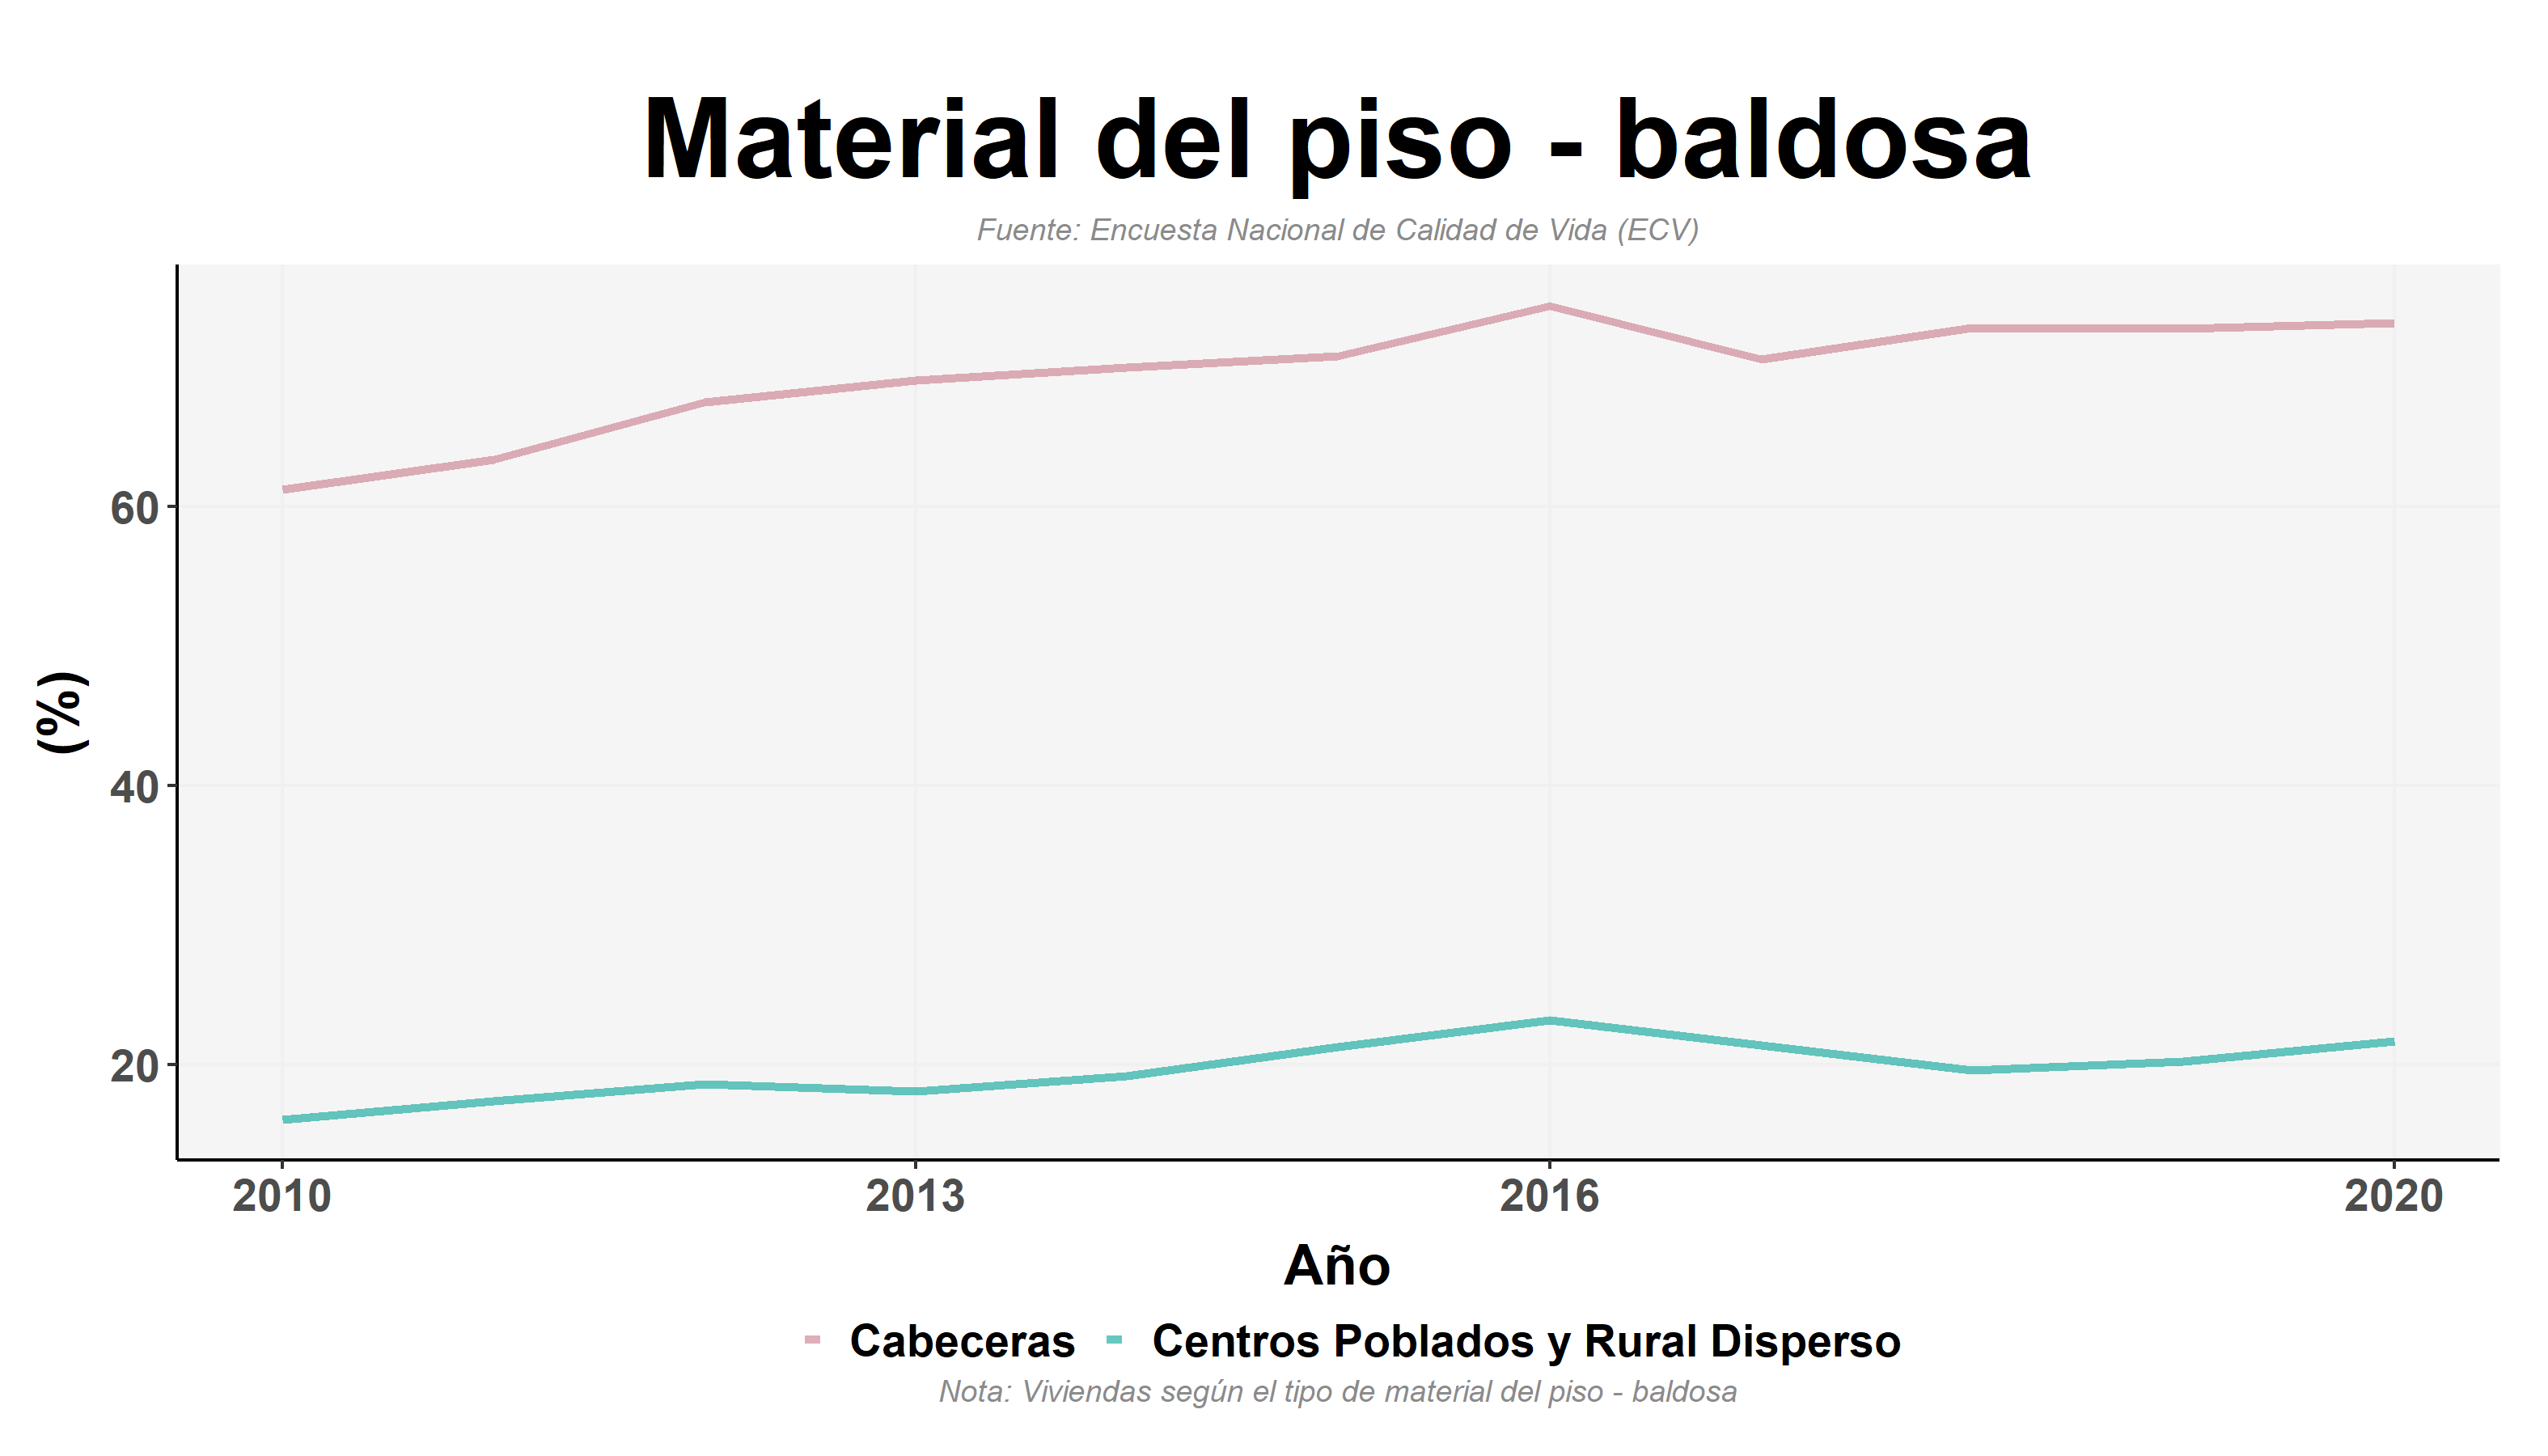 Material del piso - baldosa
Fuente: Encuesta Nacional de Calidad de Vida (ECV)
(%)
60
40
20
2010 2013 2016 2020
Año
Cabeceras Centros Poblados y Rural Disperso
Nota: Viviendas según el tipo de material del piso - baldosa